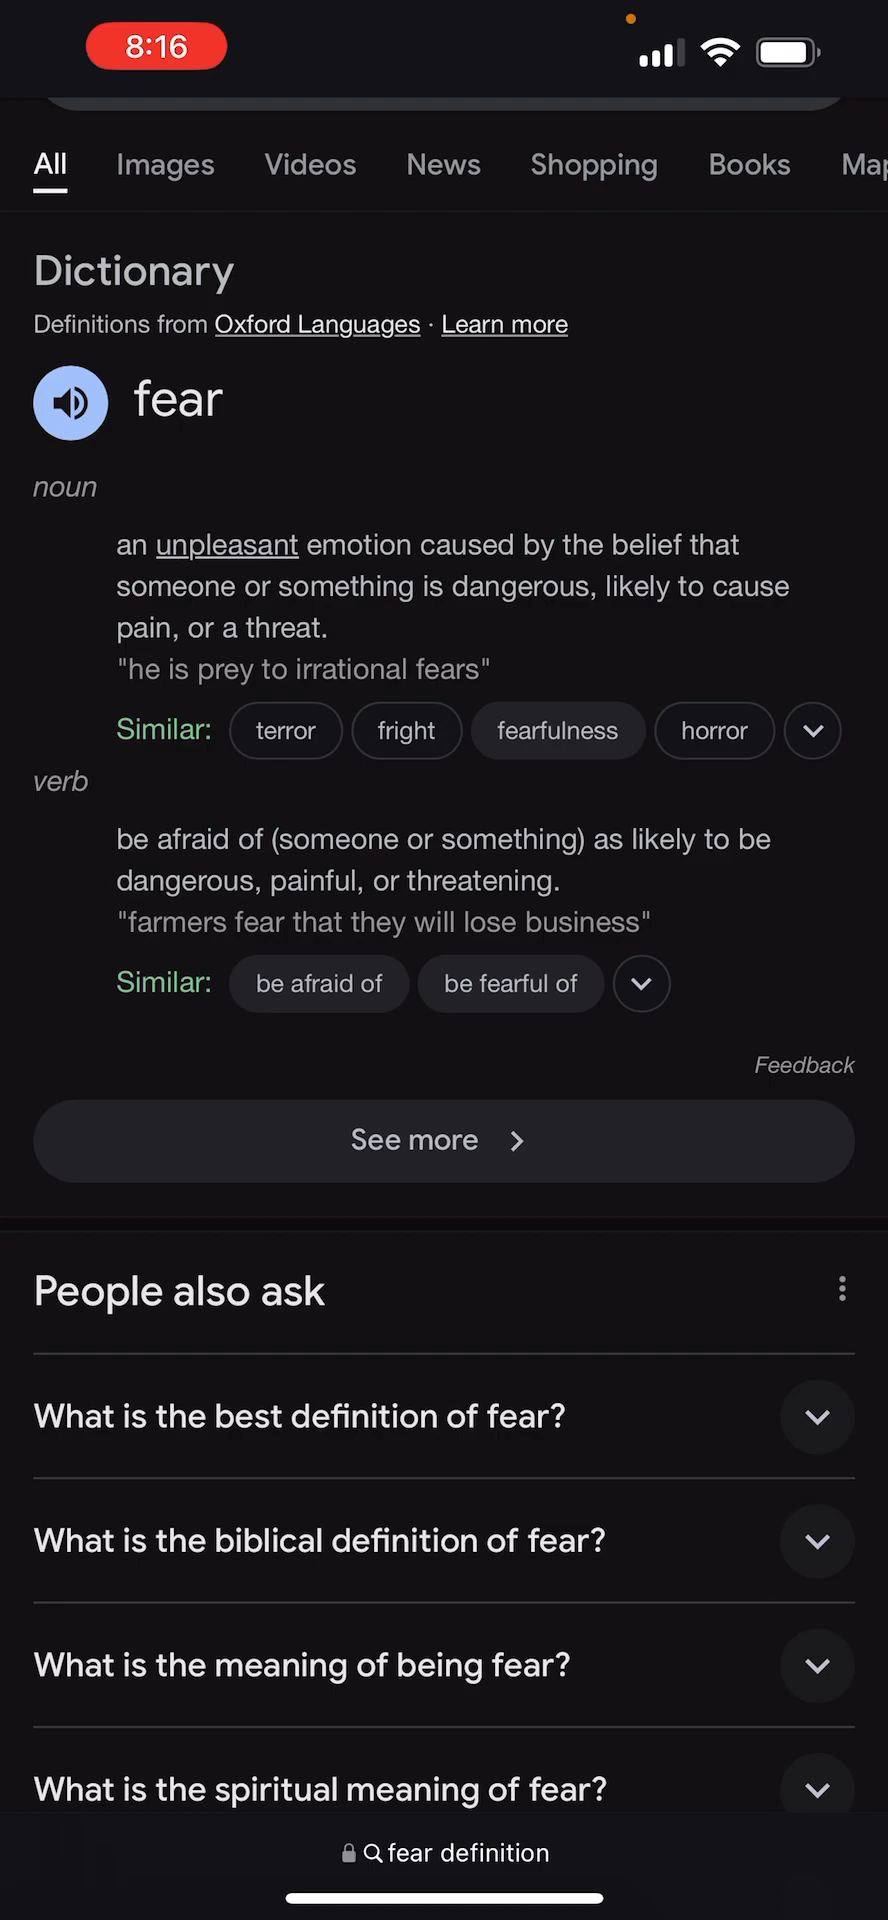 8:16
All Images Videos News Shopping Books Map
Dictionary
Definitions from Oxford Languages · Learn more
fear
noun
an unpleasant emotion caused by the belief that
someone or something is dangerous, likely to cause
pain, or a threat.
"he is prey to irrational fears"
Similar: terror fright fearfulness horror
verb
be afraid of (someone or something) as likely to be
dangerous, painful, or threatening.
"farmers fear that they will lose business"
Similar: be afraid of be fearful of
Feedback
See more
People also ask
What is the best definition of fear?
What is the biblical definition of fear?
What is the meaning of being fear?
What is the spiritual meaning of fear?
fear definition